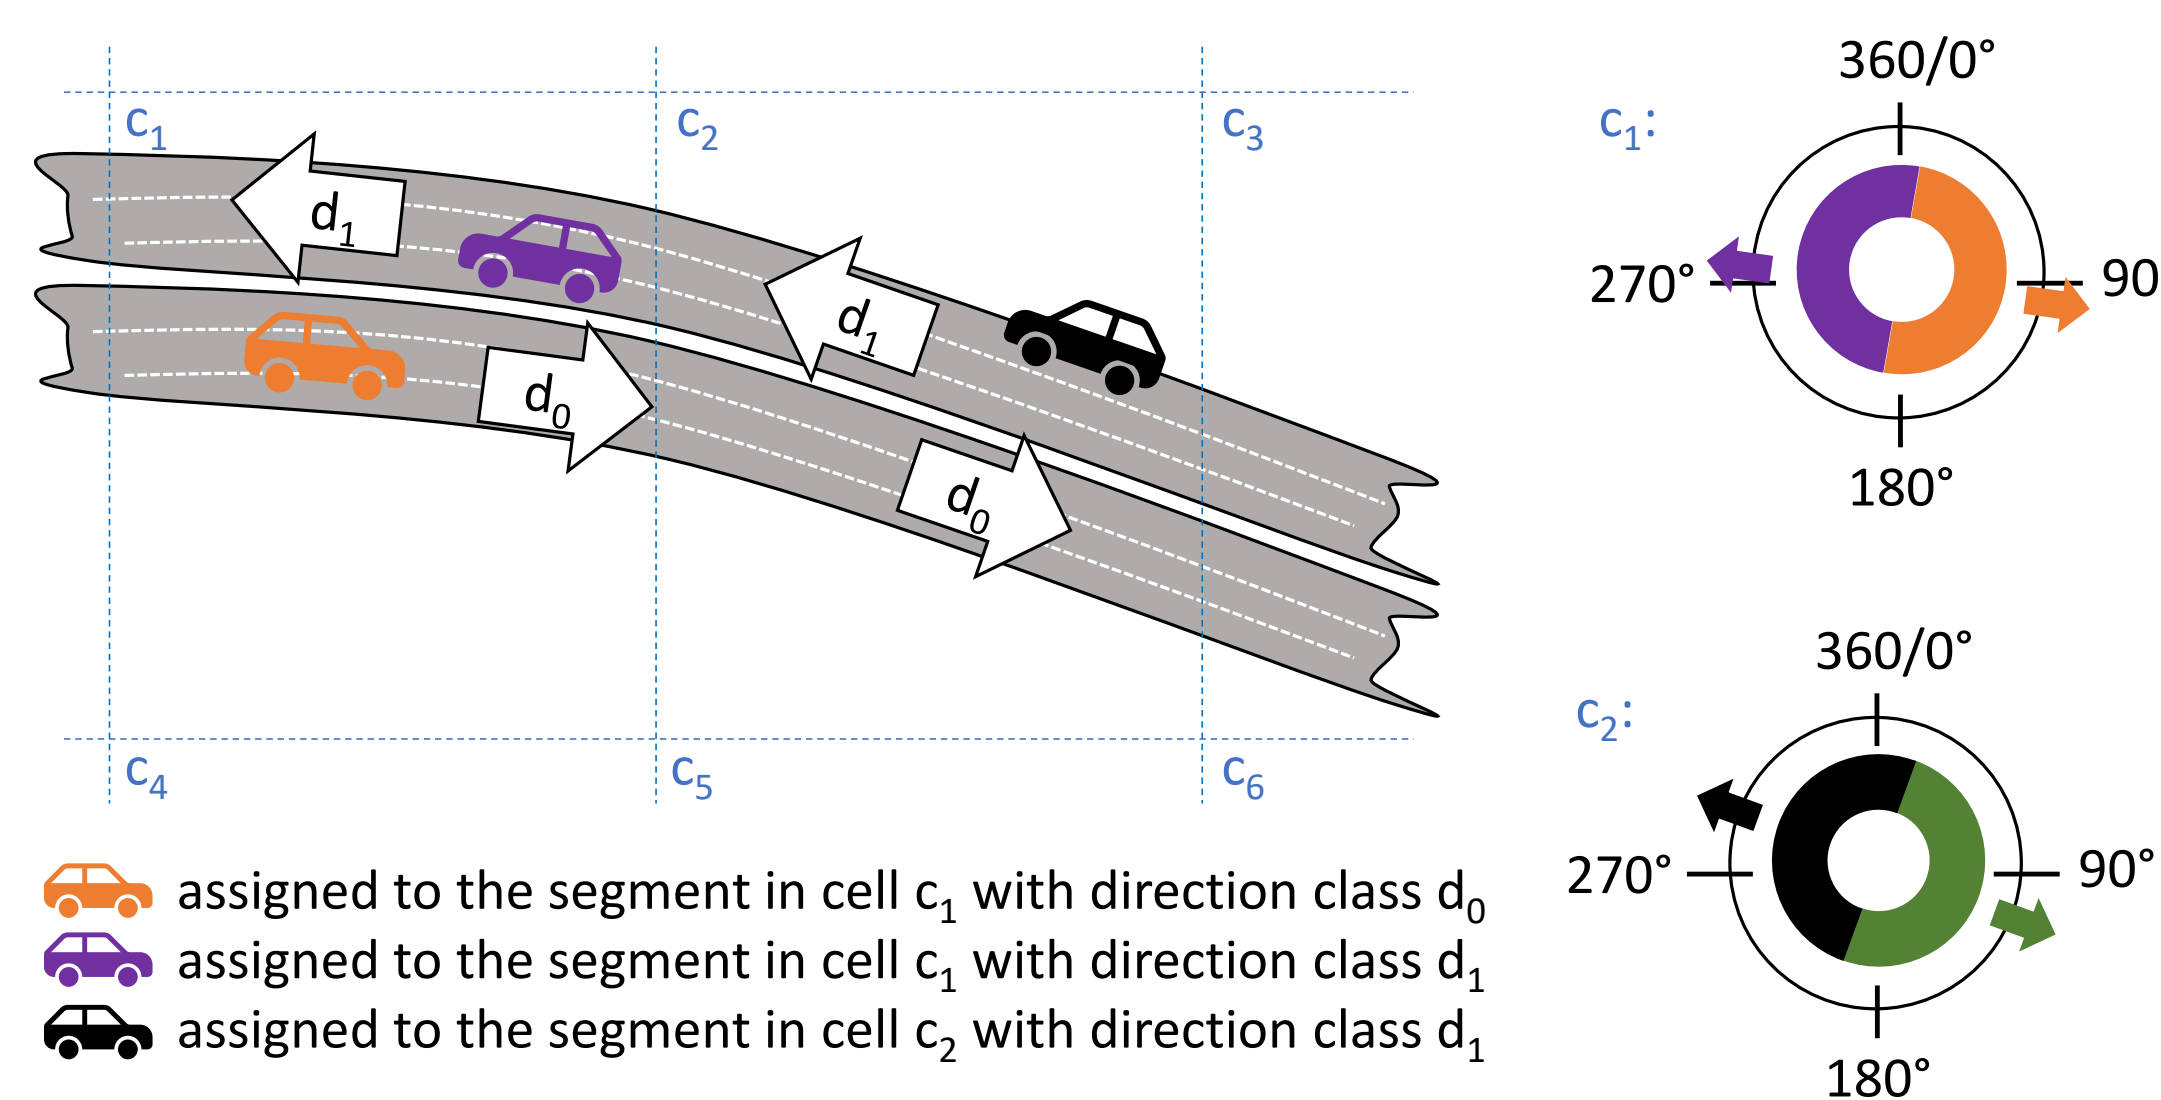 c1
c2
c3
d1
d1
d0
d0
c4
c5
c6
c1:
360/0°
270°
90
180°
c2:
360/0°
270°
90°
180°
assigned to the segment in cell c1 with direction class d0
assigned to the segment in cell c1 with direction class d1
assigned to the segment in cell c2 with direction class d1